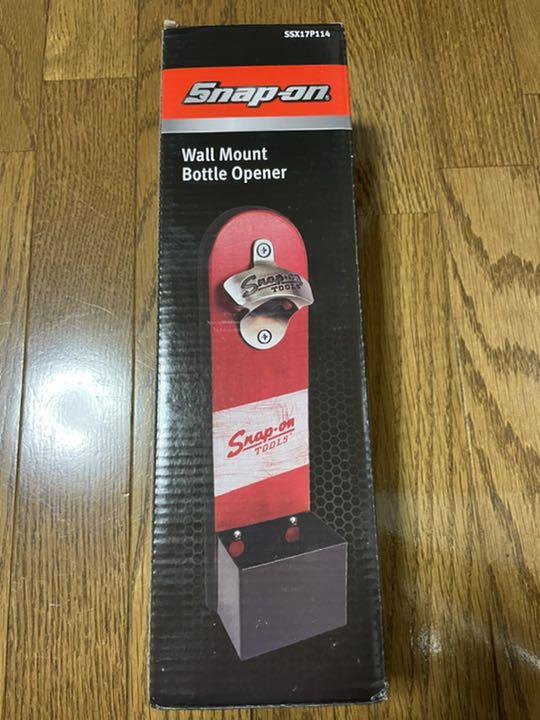 SSX17P114
Snap-on
Wall Mount
Bottle Opener
Snap-on
TOOLS
Snap-on
TOOLS